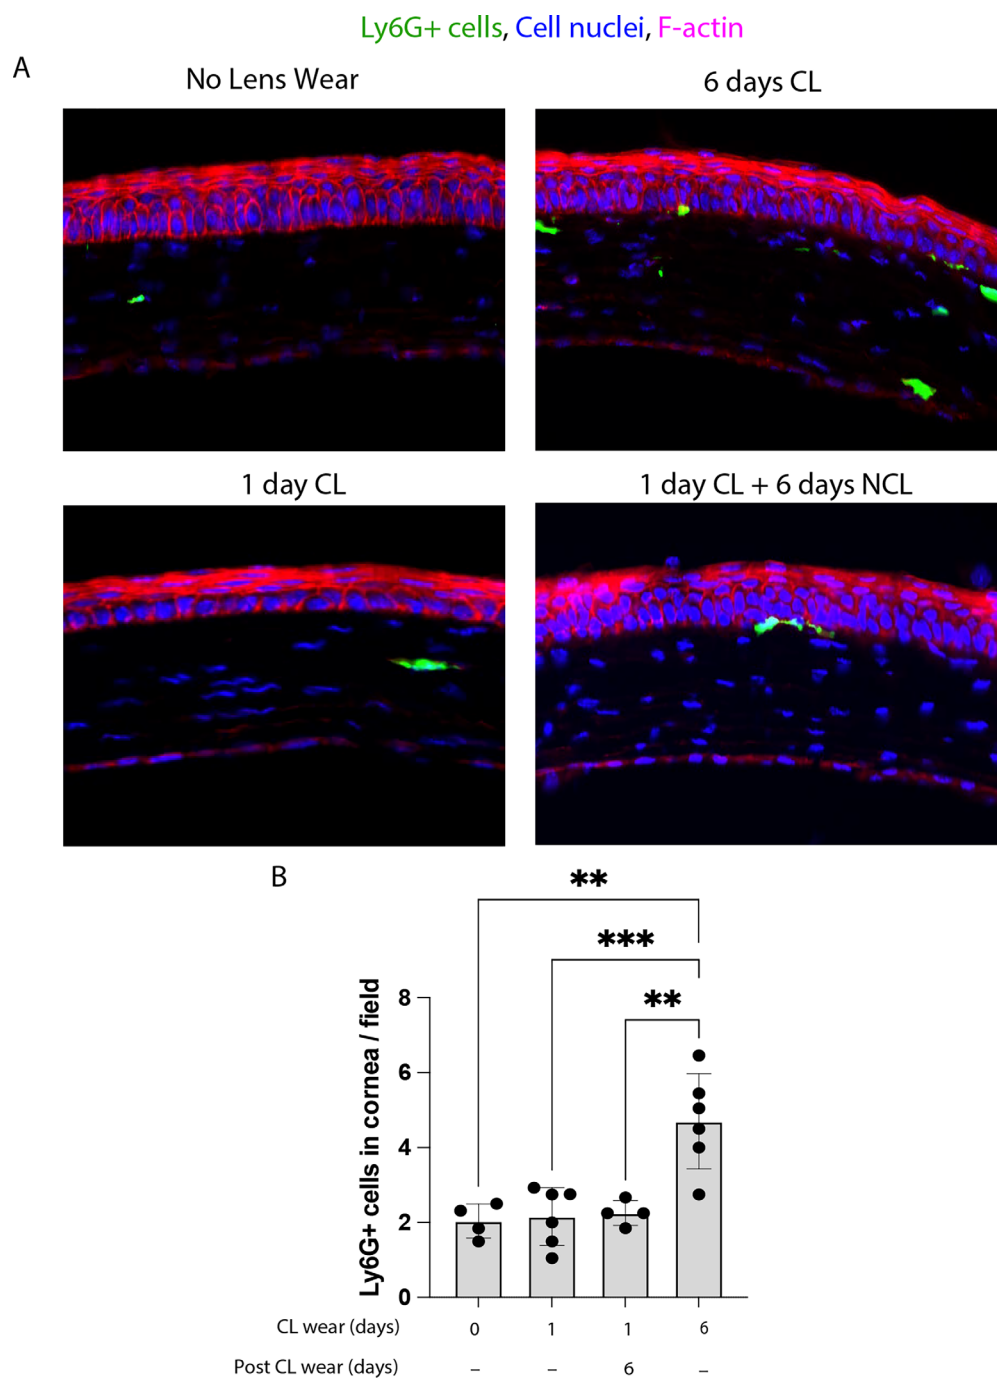 Ly6G+ cells, Cell nuclei, F-actin
A
No Lens Wear
6 days CL
1 day CL
1 day CL + 6 days NCL
B
**
***
**
Ly6G+ cells in cornea / field
8
6
4
2
0
CL wear (days) 0 1 1 6
Post CL wear (days) – – 6 –